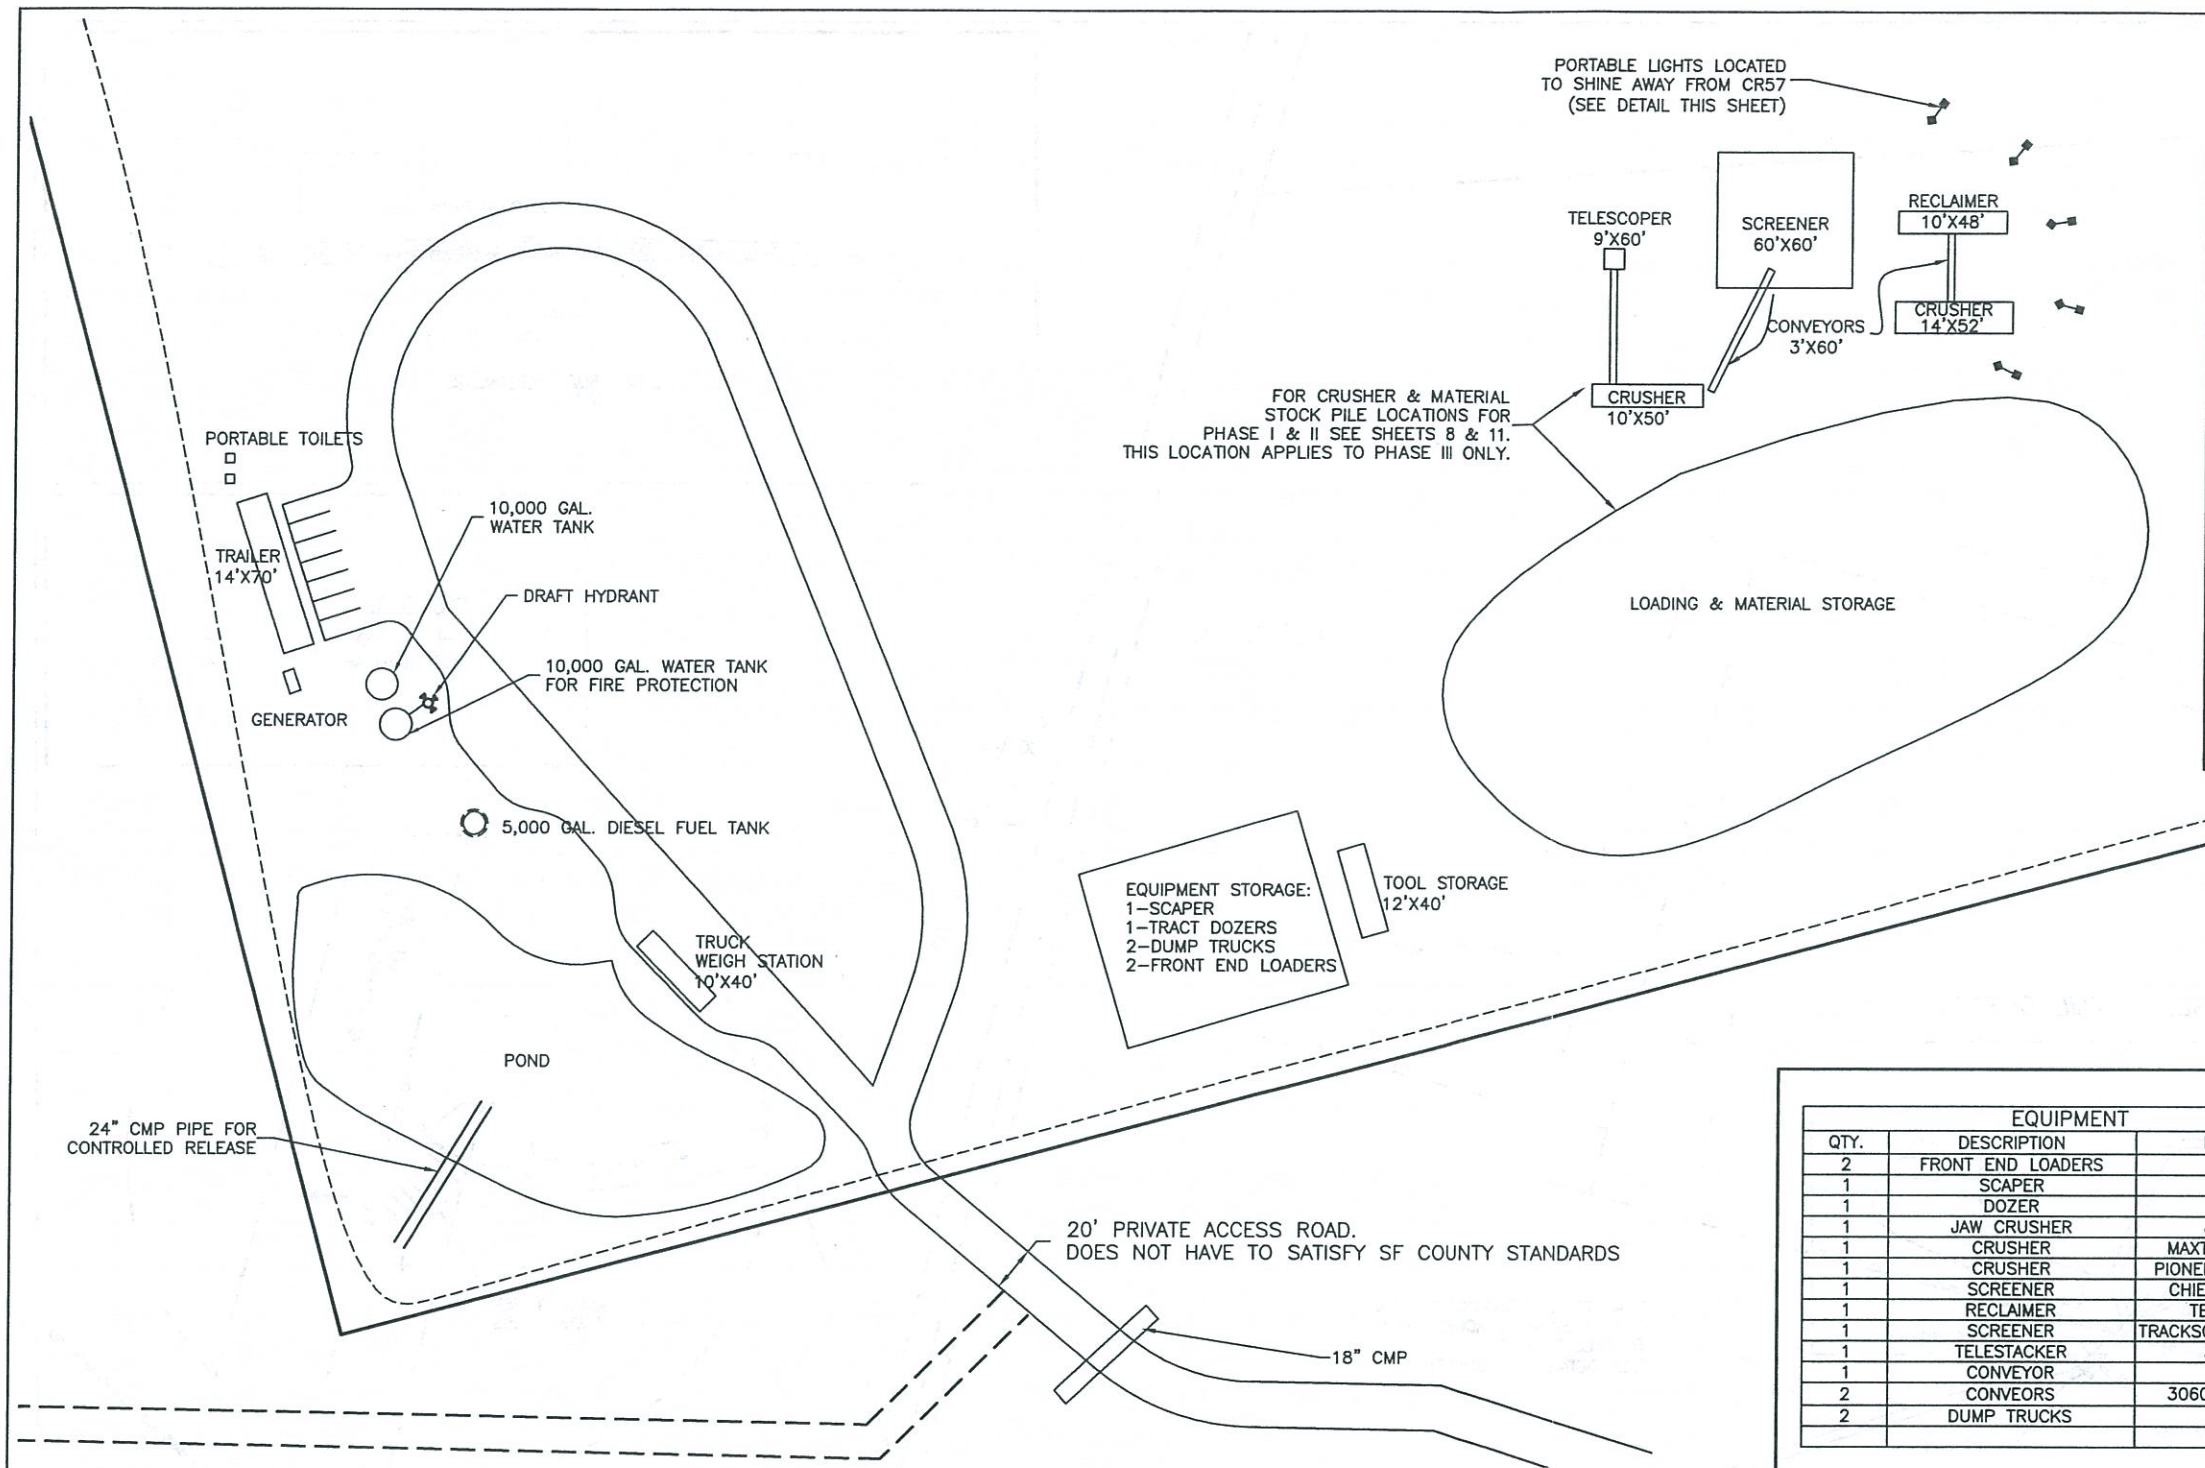 PORTABLE LIGHTS LOCATED
TO SHINE AWAY FROM CR57
(SEE DETAIL THIS SHEET)
TELESCOPER
9'X60'
SCREENER
60'X60'
RECLAIMER
10'X48'
CRUSHER
14'X52'
CONVEYORS
3'X60'
CRUSHER
10'X50'
FOR CRUSHER & MATERIAL
STOCK PILE LOCATIONS FOR
PHASE I & II SEE SHEETS 8 & 11.
THIS LOCATION APPLIES TO PHASE III ONLY.
PORTABLE TOILETS
10,000 GAL.
WATER TANK
TRAILER
14'X70'
DRAFT HYDRANT
10,000 GAL. WATER TANK
FOR FIRE PROTECTION
GENERATOR
LOADING & MATERIAL STORAGE
5,000 GAL. DIESEL FUEL TANK
EQUIPMENT STORAGE:
1-SCAPER
1-TRACT DOZERS
2-DUMP TRUCKS
2-FRONT END LOADERS
TOOL STORAGE
12'X40'
TRUCK
WEIGH STATION
10'X40'
POND
24" CMP PIPE FOR
CONTROLLED RELEASE
20' PRIVATE ACCESS ROAD.
DOES NOT HAVE TO SATISFY SF COUNTY STANDARDS
18" CMP
EQUIPMENT
QTY. DESCRIPTION
2 FRONT END LOADERS
1 SCAPER
1 DOZER
1 JAW CRUSHER
1 CRUSHER MAXT
1 CRUSHER PIONE
1 SCREENER CHIE
1 RECLAIMER TE
1 SCREENER TRACKS
1 TELESTACKER
1 CONVEYOR
2 CONVEORS 3060
2 DUMP TRUCKS